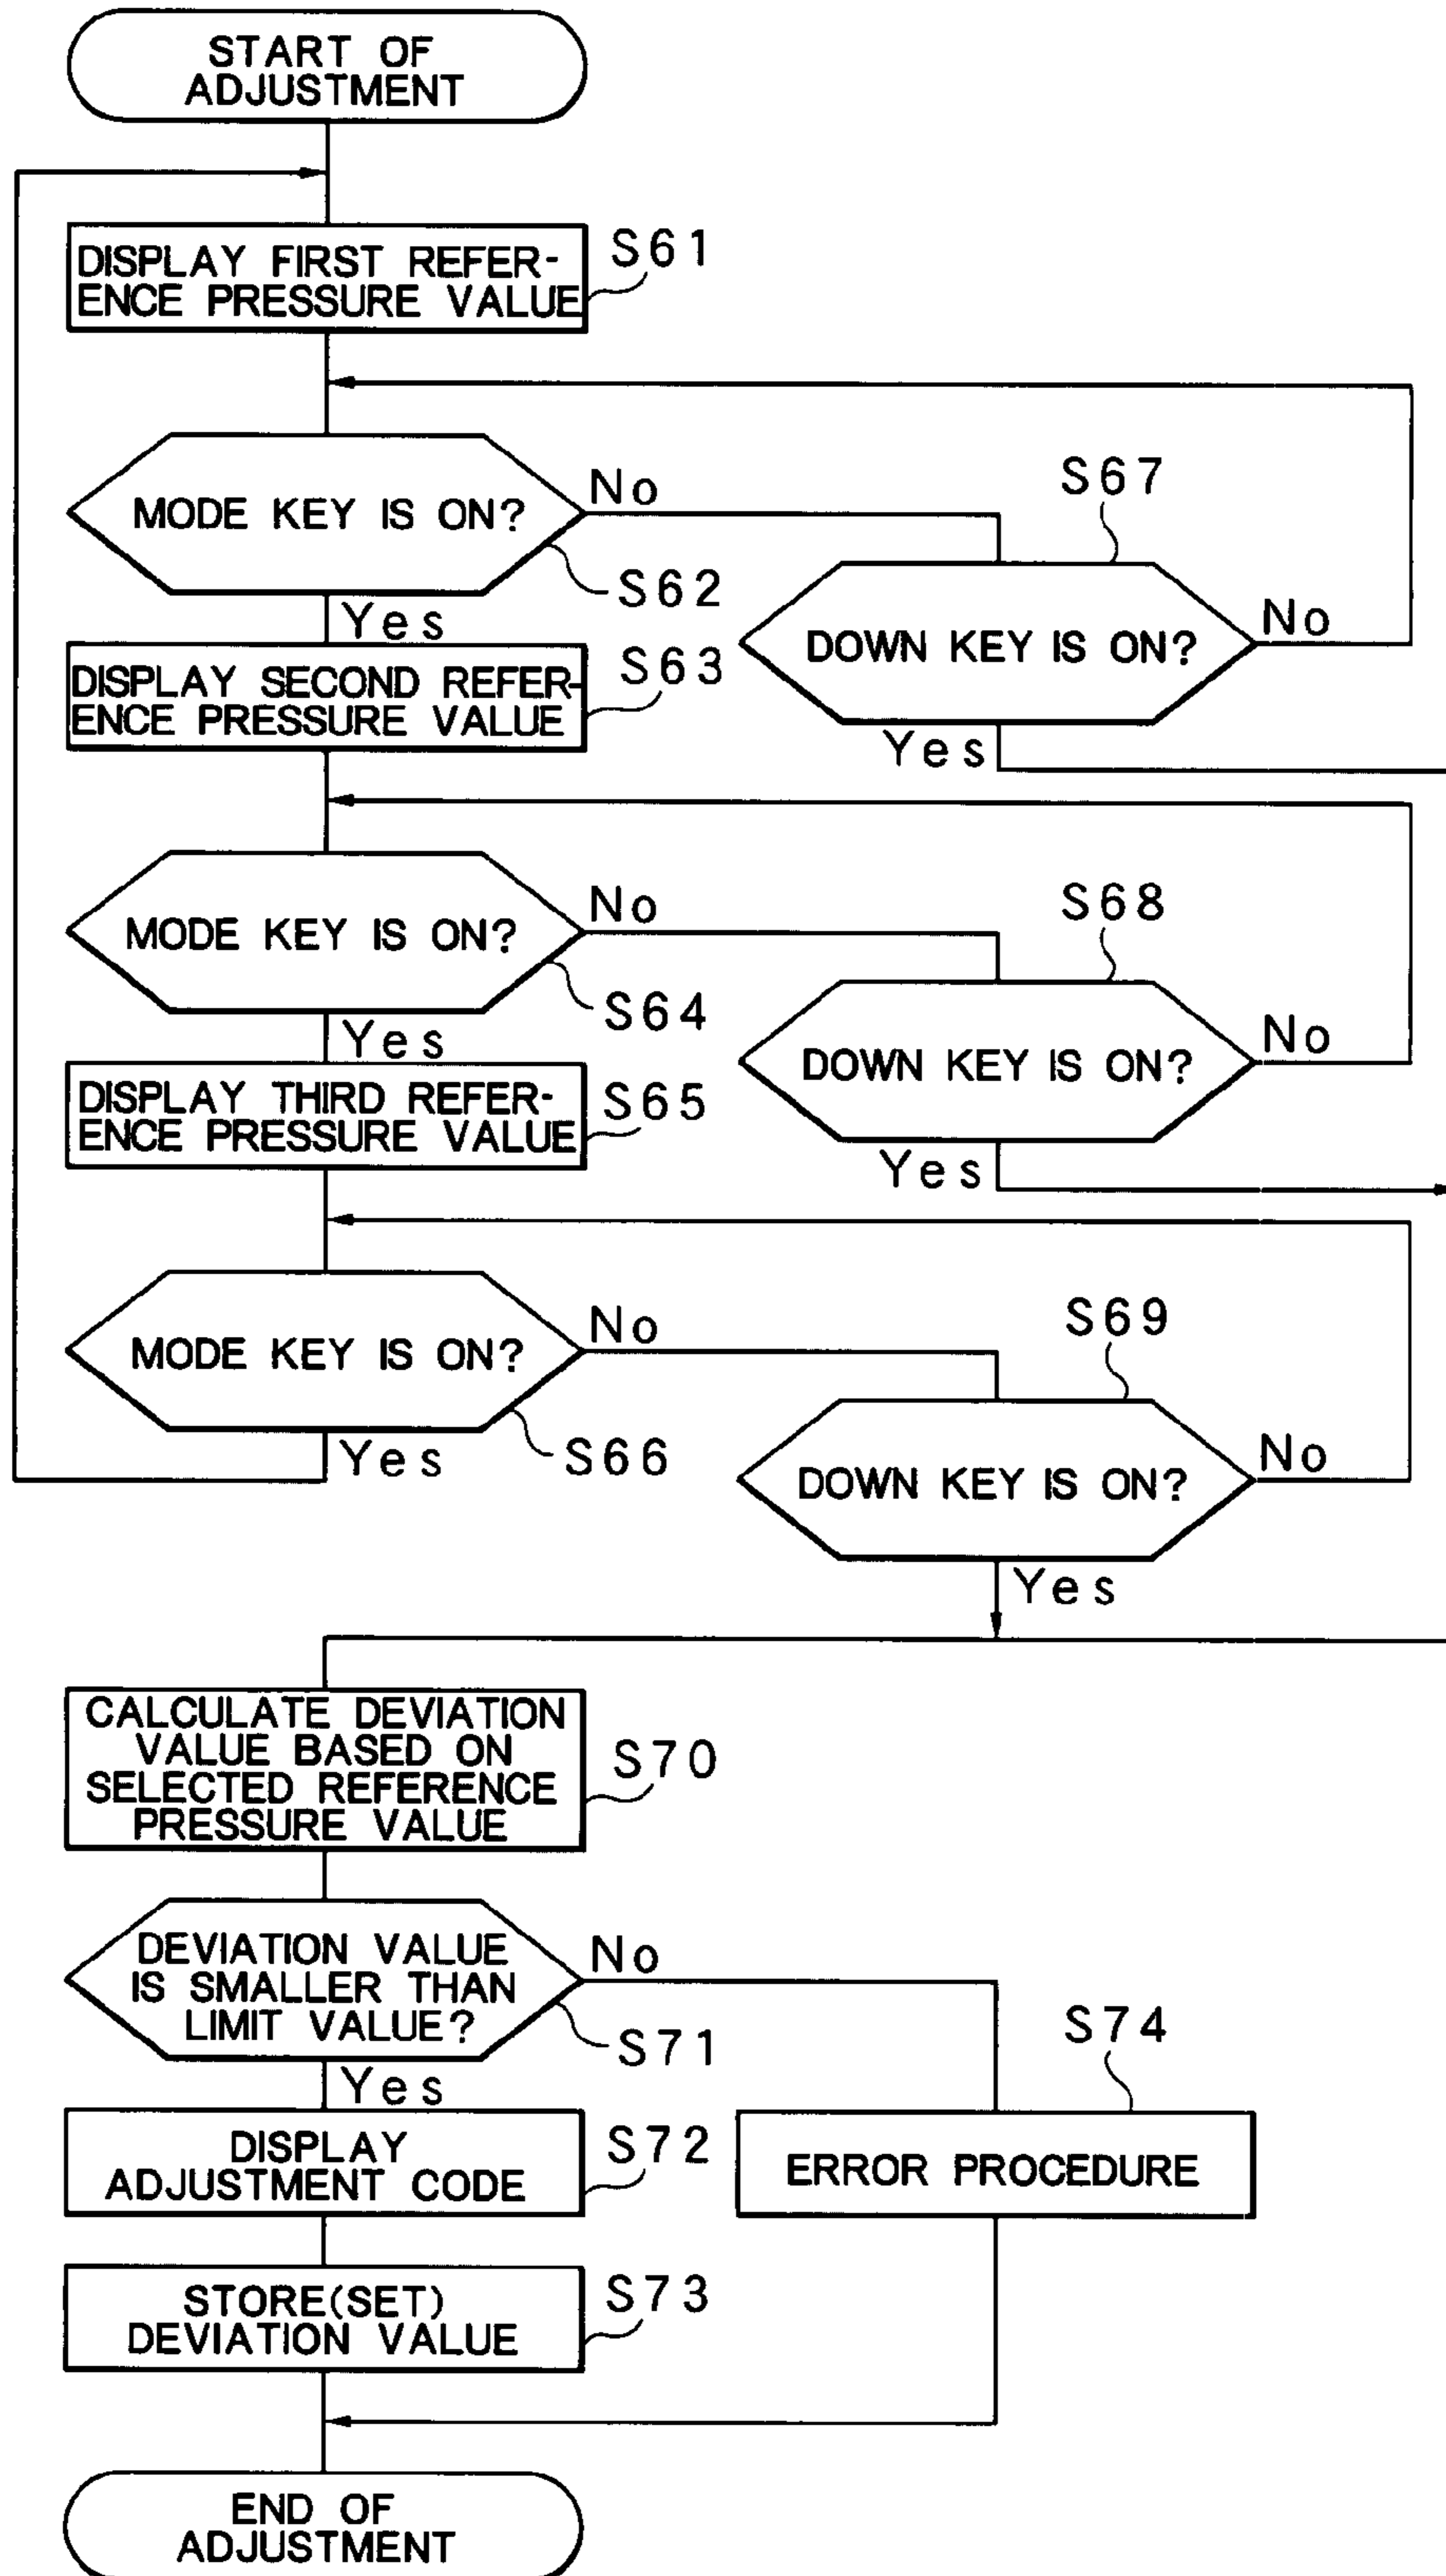 START OF
ADJUSTMENT
DISPLAY FIRST REFER-
ENCE PRESSURE VALUE
S61
MODE KEY IS ON?
No
S62
Yes
S67
DOWN KEY IS ON?
No
Yes
DISPLAY SECOND REFER-
ENCE PRESSURE VALUE
S63
MODE KEY IS ON?
No
S64
Yes
S68
DOWN KEY IS ON?
No
Yes
DISPLAY THIRD REFER-
ENCE PRESSURE VALUE
S65
MODE KEY IS ON?
No
S66
Yes
S69
DOWN KEY IS ON?
No
Yes
CALCULATE DEVIATION
VALUE BASED ON
SELECTED REFERENCE
PRESSURE VALUE
S70
DEVIATION VALUE
IS SMALLER THAN
LIMIT VALUE?
No
S71
Yes
S74
ERROR PROCEDURE
DISPLAY
ADJUSTMENT CODE
S72
STORE(SET)
DEVIATION VALUE
S73
END OF
ADJUSTMENT